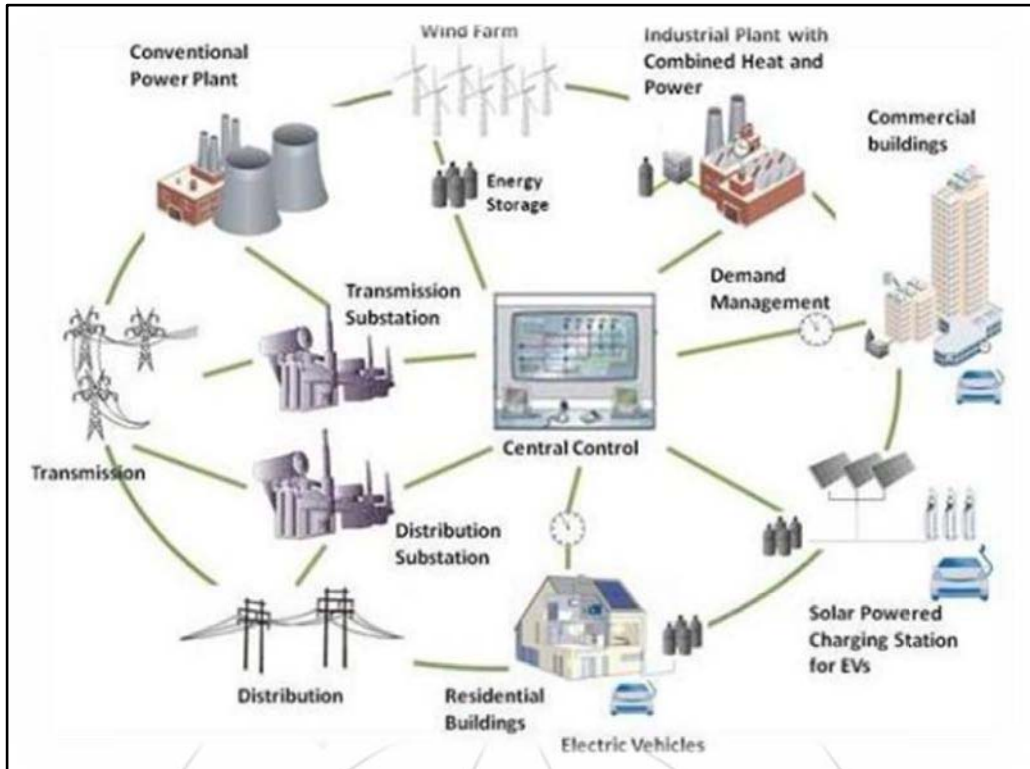 Wind Farm
Conventional
Power Plant
Industrial Plant with
Combined Heat and
Power
Commercial
buildings
Energy
Storage
Transmission
Substation
Demand
Management
Central Control
Transmission
Distribution
Substation
Solar Powered
Charging Station
for EVs
Distribution
Residential
Buildings
Electric Vehicles